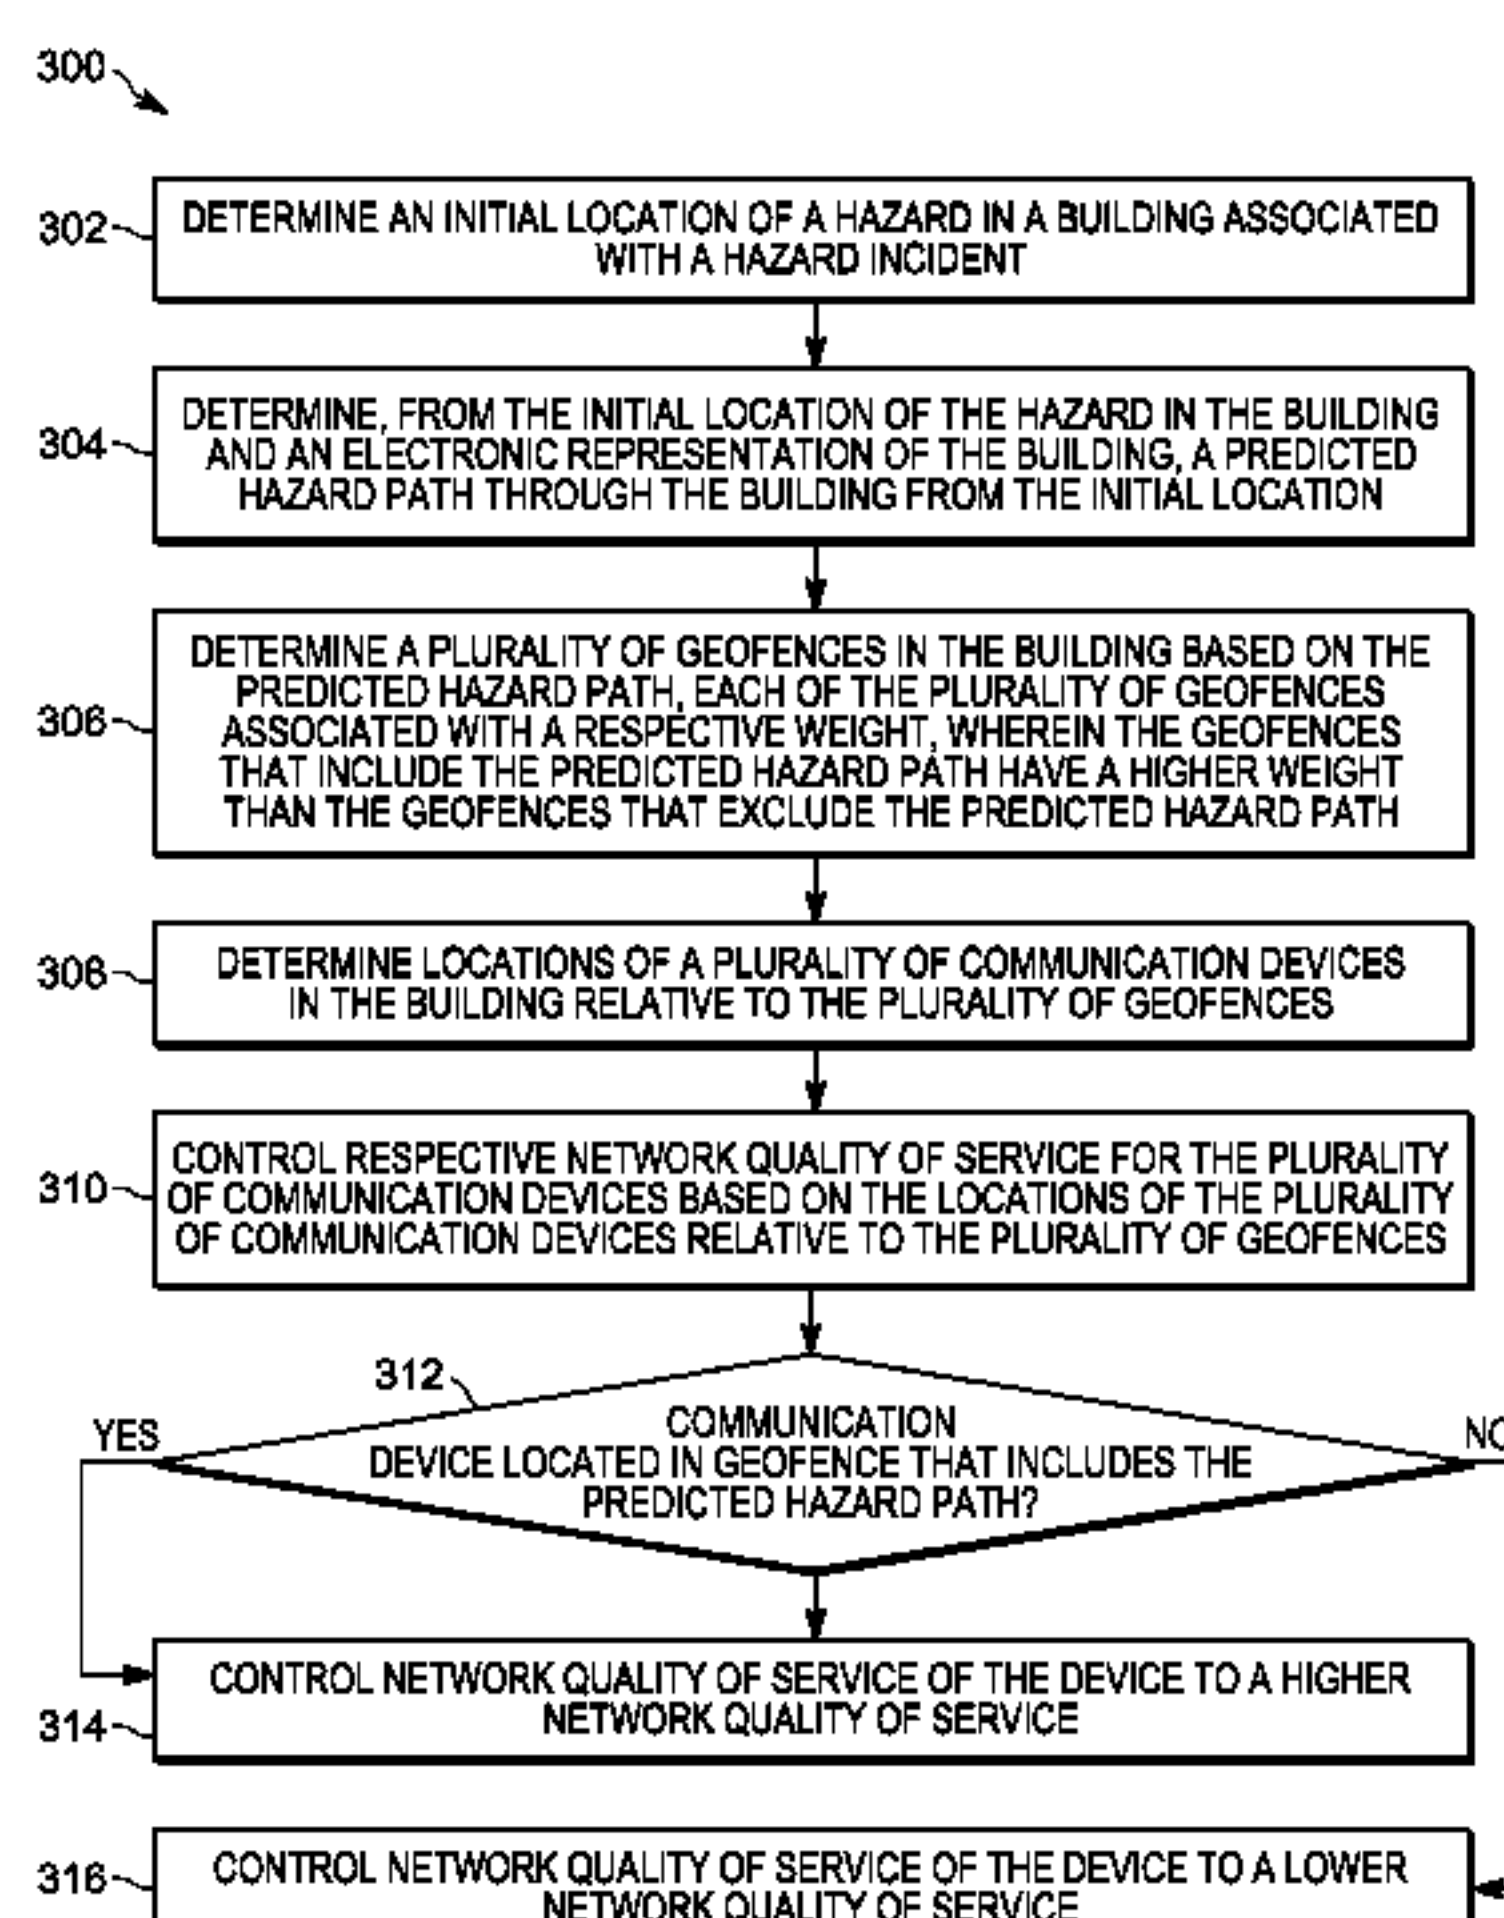 300
302
DETERMINE AN INITIAL LOCATION OF A HAZARD IN A BUILDING ASSOCIATED
WITH A HAZARD INCIDENT
304
DETERMINE, FROM THE INITIAL LOCATION OF THE HAZARD IN THE BUILDING
AND AN ELECTRONIC REPRESENTATION OF THE BUILDING, A PREDICTED
HAZARD PATH THROUGH THE BUILDING FROM THE INITIAL LOCATION
306
DETERMINE A PLURALITY OF GEOFENCES IN THE BUILDING BASED ON THE
PREDICTED HAZARD PATH, EACH OF THE PLURALITY OF GEOFENCES
ASSOCIATED WITH A RESPECTIVE WEIGHT, WHEREIN THE GEOFENCES
THAT INCLUDE THE PREDICTED HAZARD PATH HAVE A HIGHER WEIGHT
THAN THE GEOFENCES THAT EXCLUDE THE PREDICTED HAZARD PATH
308
DETERMINE LOCATIONS OF A PLURALITY OF COMMUNICATION DEVICES
IN THE BUILDING RELATIVE TO THE PLURALITY OF GEOFENCES
310
CONTROL RESPECTIVE NETWORK QUALITY OF SERVICE FOR THE PLURALITY
OF COMMUNICATION DEVICES BASED ON THE LOCATIONS OF THE PLURALITY
OF COMMUNICATION DEVICES RELATIVE TO THE PLURALITY OF GEOFENCES
312
YES
COMMUNICATION
DEVICE LOCATED IN GEOFENCE THAT INCLUDES THE
PREDICTED HAZARD PATH?
NO
314
CONTROL NETWORK QUALITY OF SERVICE OF THE DEVICE TO A HIGHER
NETWORK QUALITY OF SERVICE
316
CONTROL NETWORK QUALITY OF SERVICE OF THE DEVICE TO A LOWER
NETWORK QUALITY OF SERVICE